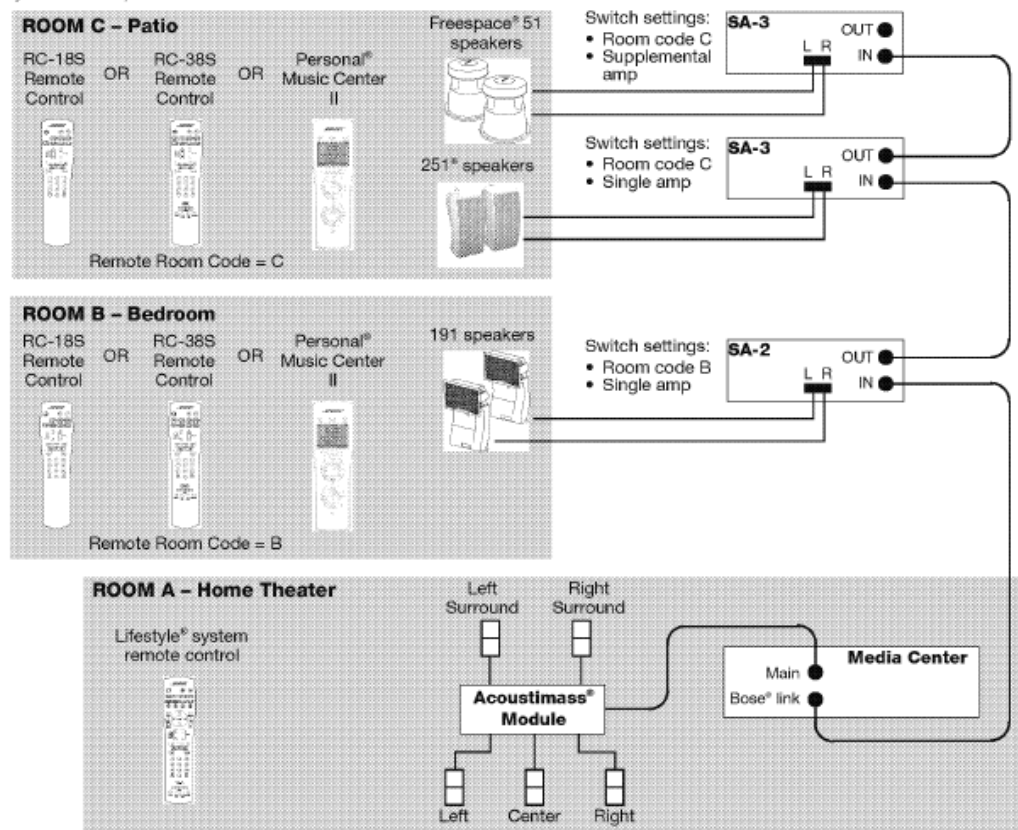 ROOM C – Patio
RC-18S
Remote
Control
OR
RC-38S
Remote
Control
OR
Personal®
Music Center
II
Remote Room Code = C
Freespace® 51
speakers
251® speakers
Switch settings:
• Room code C
• Supplemental
amp
SA-3
L R
OUT
IN
Switch settings:
• Room code C
• Single amp
SA-3
L R
OUT
IN
ROOM B – Bedroom
RC-18S
Remote
Control
OR
RC-38S
Remote
Control
OR
Personal®
Music Center
II
Remote Room Code = B
191 speakers
Switch settings:
• Room code B
• Single amp
SA-2
L R
OUT
IN
ROOM A – Home Theater
Lifestyle® system
remote control
Left
Surround
Right
Surround
Acoustimass®
Module
Left
Center
Right
Media Center
Main
Bose® link